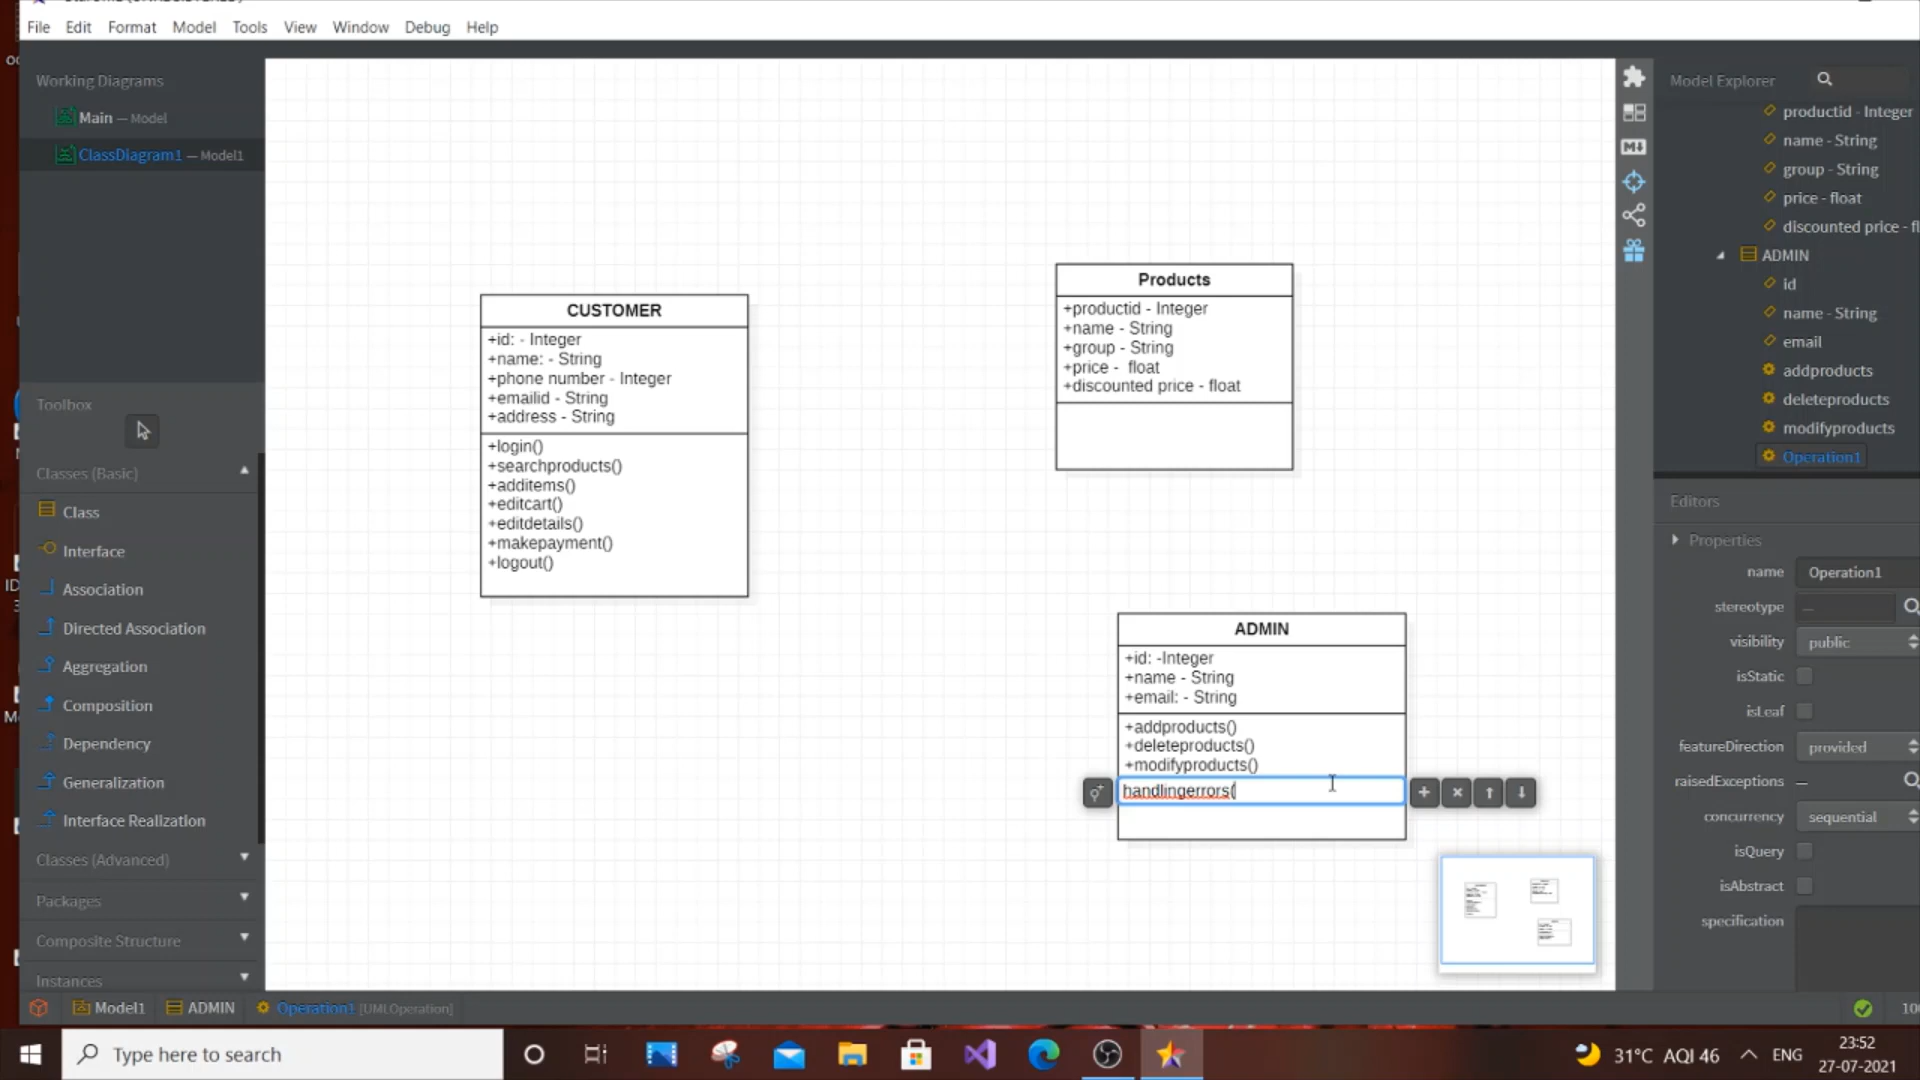 File Edit Format Model Tools View Window Debug Help
Working Diagrams
Main — Model
ClassDiagram1 — Model1
Toolbox
Classes (Basic)
Class
Interface
Association
Directed Association
Aggregation
Composition
Dependency
Generalization
Interface Realization
Classes (Advanced)
Packages
Composite Structure
Instances
CUSTOMER
+id: - Integer
+name: - String
+phone number - Integer
+emailid - String
+address - String
+login()
+searchproducts()
+additems()
+editcart()
+editdetails()
+makepayment()
+logout()
Products
+productid - Integer
+name - String
+group - String
+price -  float
+discounted price - float
ADMIN
+id: -Integer
+name - String
+email: - String
+addproducts()
+deleteproducts()
+modifyproducts()
handlingerrors(
M
Model Explorer
productid - Integer
name - String
group - String
price - float
discounted price - fl
ADMIN
id
name - String
email
addproducts
deleteproducts
modifyproducts
Operation1
Editors
Properties
name Operation1
stereotype —
visibility public
isStatic
isLeaf
featureDirection provided
raisedExceptions —
concurrency sequential
isQuery
isAbstract
specification
Model1 ADMIN Operation1 [UMLOperation]
100
Type here to search
31°C AQI 46 ENG
23:52
27-07-2021